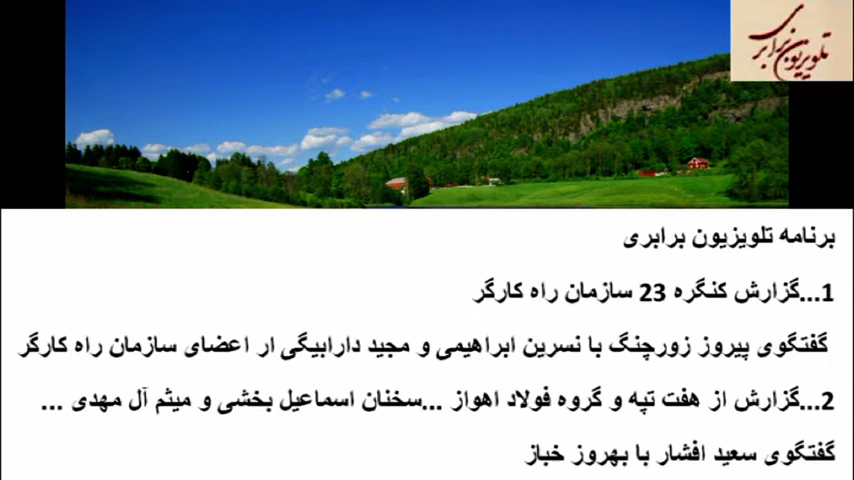 تلویزیون برابری
برنامه تلویزیون برابری
1...گزارش کنگره 23 سازمان راه کارگر
گفتگوی پیروز زورچنگ با نسرین ابراهیمی و مجید دارابیگی ار اعضای سازمان راه کارگر
2...گزارش از هفت تپه و گروه فولاد اهواز ...سخنان اسماعیل بخشی و میثم آل مهدی ...
گفتگوی سعید افشار با بهروز خباز